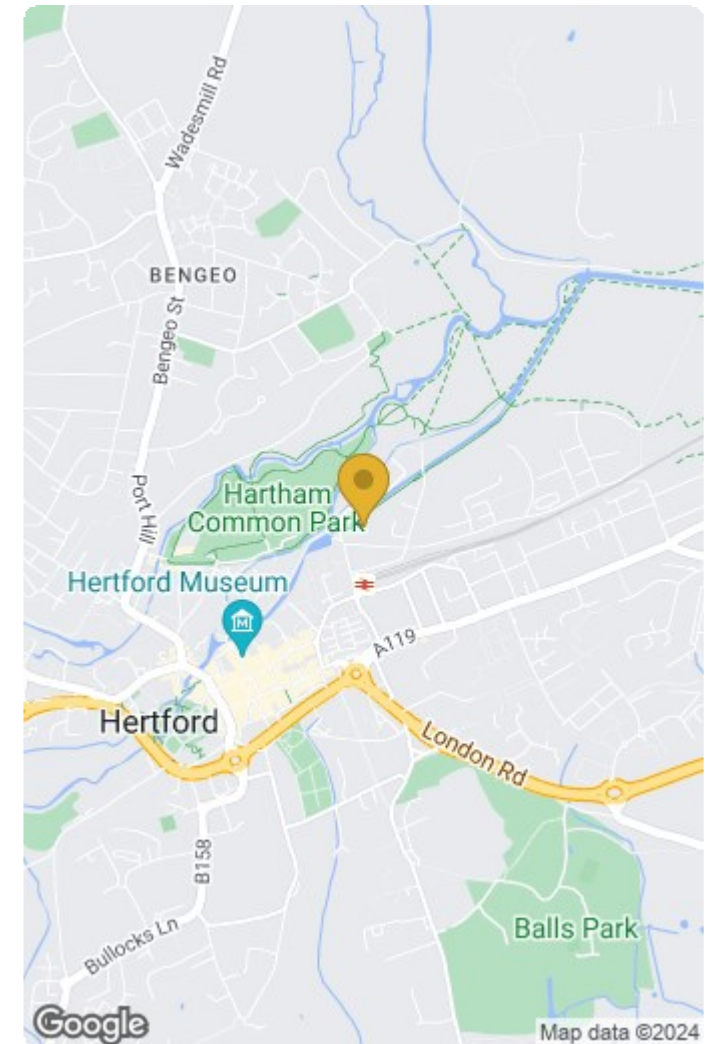 Wadesmill Rd
BENGEO
Bengeo St
Port Hill
Hartham
Common Park
Hertford Museum
M
A119
Hertford
London Rd
B158
Bullocks Ln
Balls Park
Google
Map data ©2024